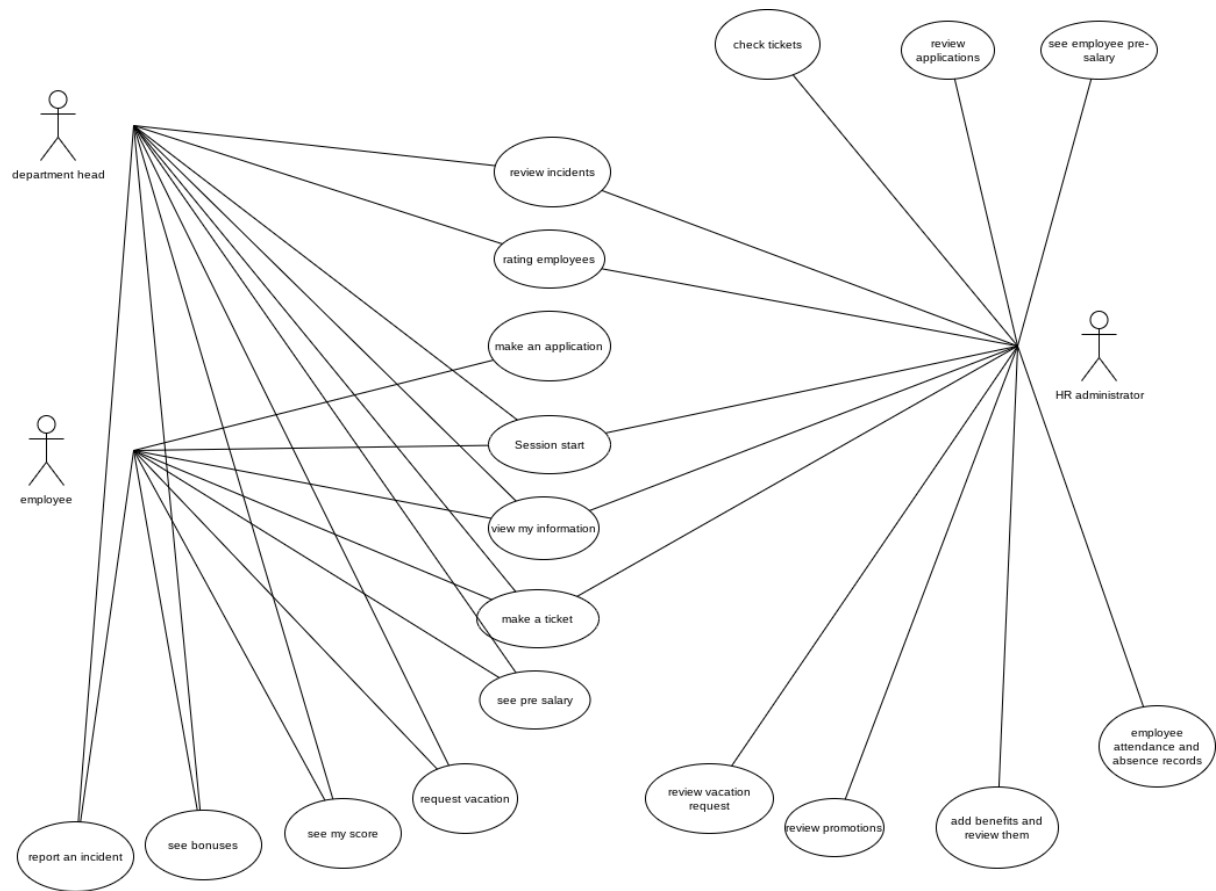 check tickets
review
applications
see employee pre-
salary
department head
review incidents
rating employees
make an application
HR administrator
Session start
employee
view my information
make a ticket
see pre salary
employee
attendance and
absence records
request vacation
review vacation
request
review promotions
add benefits and
review them
see my score
see bonuses
report an incident